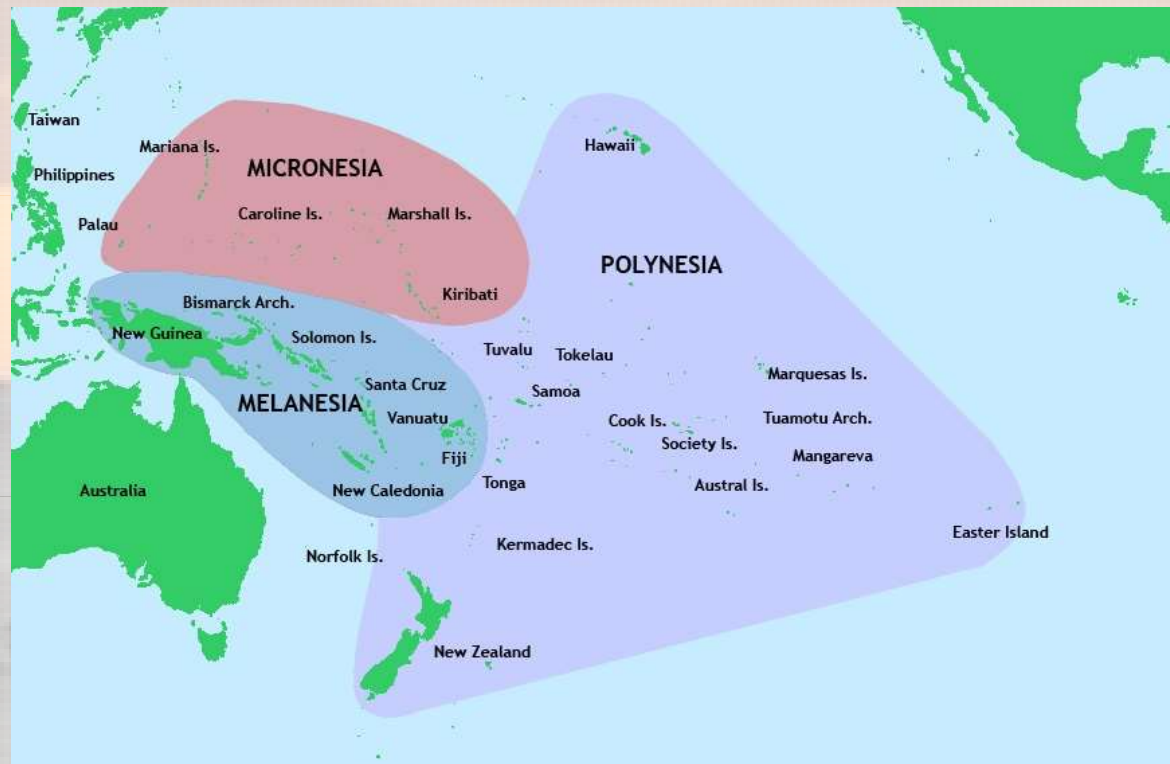 Taiwan
Mariana Is.
Hawaii
MICRONESIA
Philippines
Caroline Is.
Marshall Is.
Palau
POLYNESIA
Kiribati
Bismarck Arch.
New Guinea
Solomon Is.
Tuvalu
Tokelau
Marquesas Is.
Santa Cruz
Samoa
MELANESIA
Vanuatu
Cook Is.
Tuamotu Arch.
Society Is.
Fiji
Mangareva
Tonga
Austral Is.
Australia
New Caledonia
Easter Island
Norfolk Is.
Kermadec Is.
New Zealand